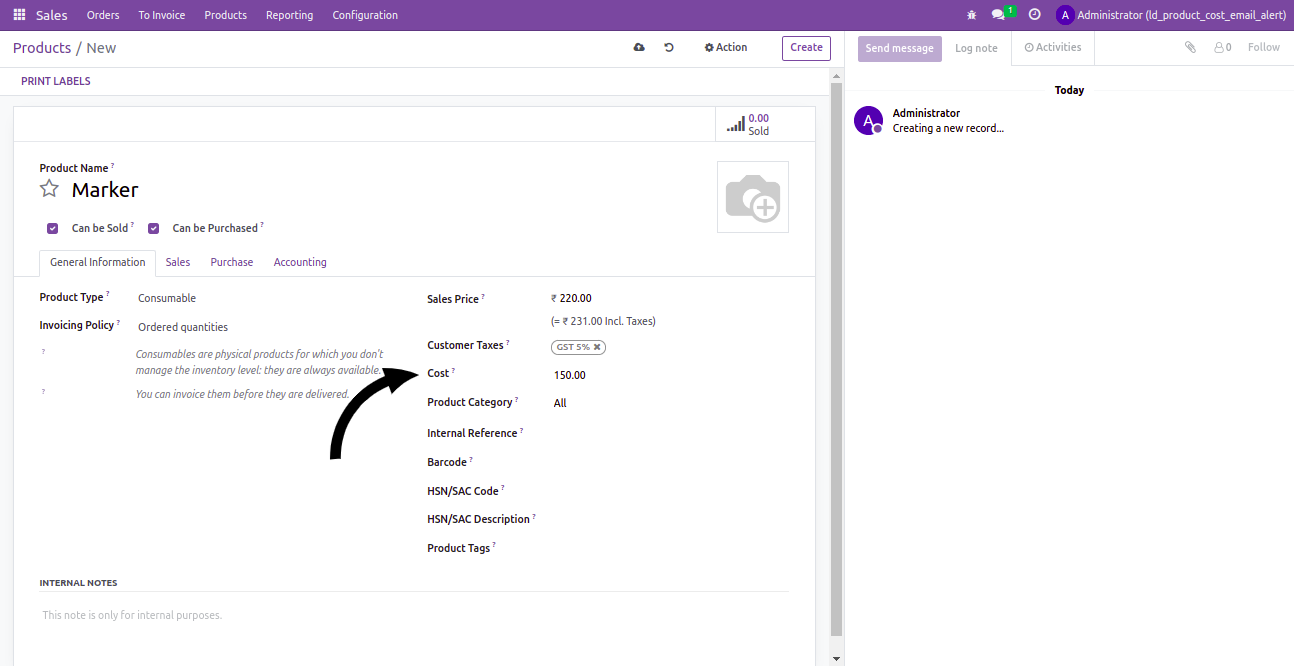 Sales Orders To Invoice Products Reporting Configuration 1 A Administrator (ld_product_cost_email_alert)
Products / New Action Create
Send message Log note Activities 0 Follow
PRINT LABELS
Today
A Administrator
Creating a new record...
0.00
Sold
Product Name ?
Marker
Can be Sold ? Can be Purchased ?
General Information Sales Purchase Accounting
Product Type ? Consumable
Invoicing Policy ? Ordered quantities
? Consumables are physical products for which you don't
manage the inventory level: they are always available.
? You can invoice them before they are delivered.
Sales Price ? ₹ 220.00
(= ₹ 231.00 Incl. Taxes)
Customer Taxes ? GST 5% ✖
Cost ? 150.00
Product Category ? All
Internal Reference ?
Barcode ?
HSN/SAC Code ?
HSN/SAC Description ?
Product Tags ?
INTERNAL NOTES
This note is only for internal purposes.